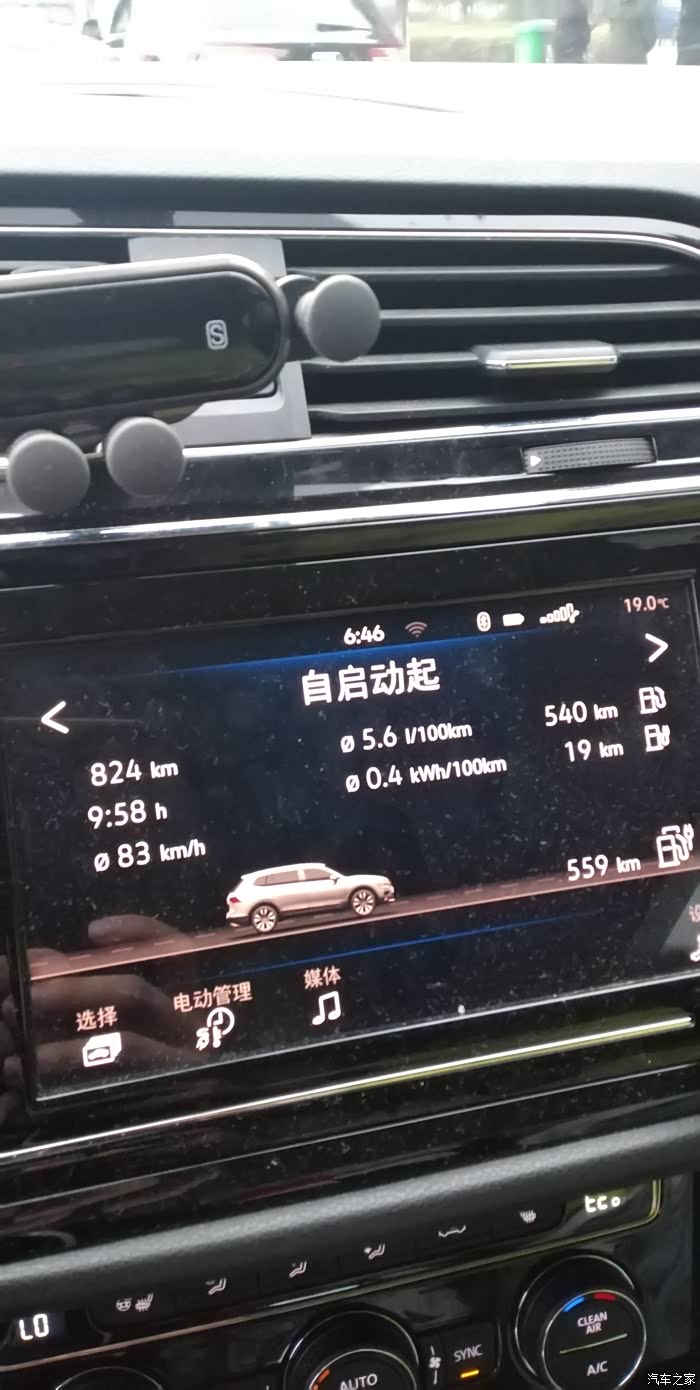 S
6:46
19.0℃
<
自启动起
>
824 km
ø 5.6 l/100km
540 km
9:58 h
ø 0.4 kWh/100km
19 km
ø 83 km/h
559 km
选择
电动管理
媒体
LO
CLEAN
AIR
A/C
SYNC
AUTO
汽车之家